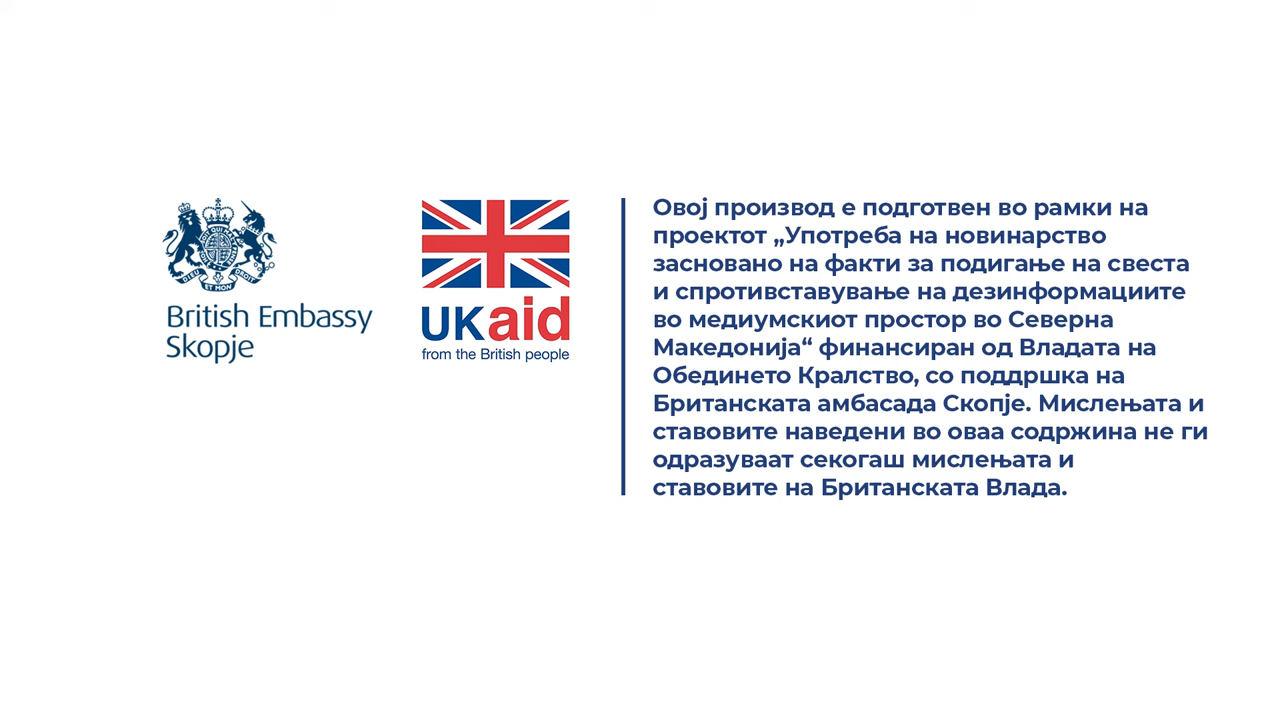 British Embassy
Skopje
UKaid
from the British people
Овој производ е подготвен во рамки на
проектот „Употреба на новинарство
засновано на факти за подигање на свеста
и спротивставување на дезинформациите
во медиумскиот простор во Северна
Македонија“ финансиран од Владата на
Обединето Кралство, со поддршка на
Британската амбасада Скопје. Мислењата и
ставовите наведени во оваа содржина не ги
одразуваат секогаш мислењата и
ставовите на Британската Влада.